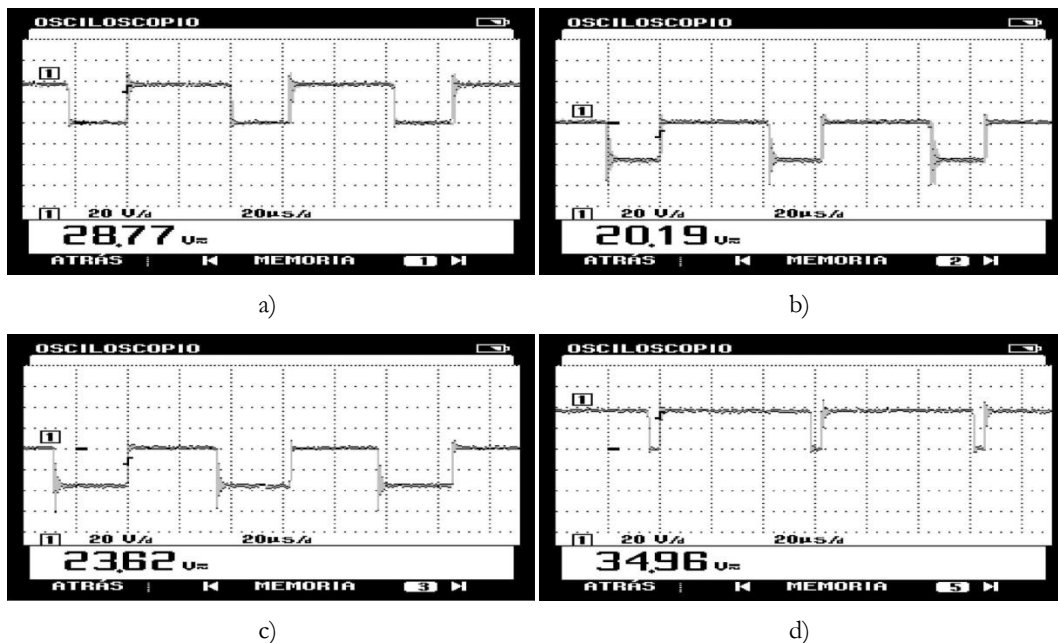 OSCILOSCOPIO
1
1 20 V/d 20µs/d
28.77 V≂
ATRÁS MEMORIA 1
a)
OSCILOSCOPIO
1
1 20 V/d 20µs/d
20.19 V≂
ATRÁS MEMORIA 2
b)
OSCILOSCOPIO
1
1 20 V/d 20µs/d
23.62 V≂
ATRÁS MEMORIA 3
c)
OSCILOSCOPIO
1
1 20 V/d 20µs/d
34.96 V≂
ATRÁS MEMORIA 5
d)